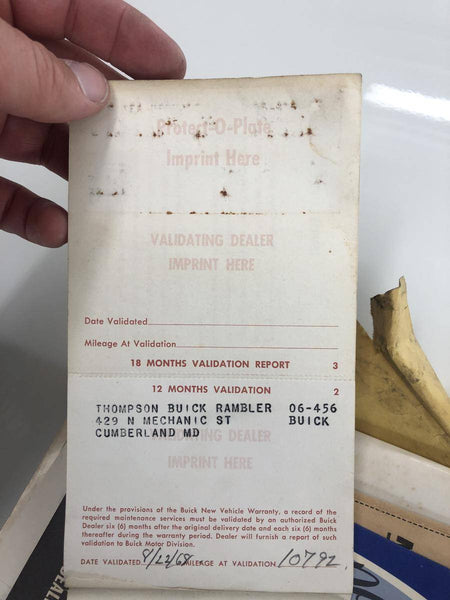 Protect-O-Plate
Imprint Here
VALIDATING DEALER
IMPRINT HERE
Date Validated
Mileage At Validation
18 MONTHS VALIDATION REPORT 3
12 MONTHS VALIDATION 2
THOMPSON BUICK RAMBLER 06-456
429 N MECHANIC ST BUICK
CUMBERLAND MD
VALIDATING DEALER
IMPRINT HERE
Under the provisions of the Buick New Vehicle Warranty, a record of the
required maintenance services must be validated by an authorized Buick
Dealer six (6) months after the original delivery date and each six (6) months
thereafter during the warranty period. Dealer will furnish a report of such
validation to Buick Motor Division.
DATE VALIDATED 8/22/68 MILEAGE AT VALIDATION 10792